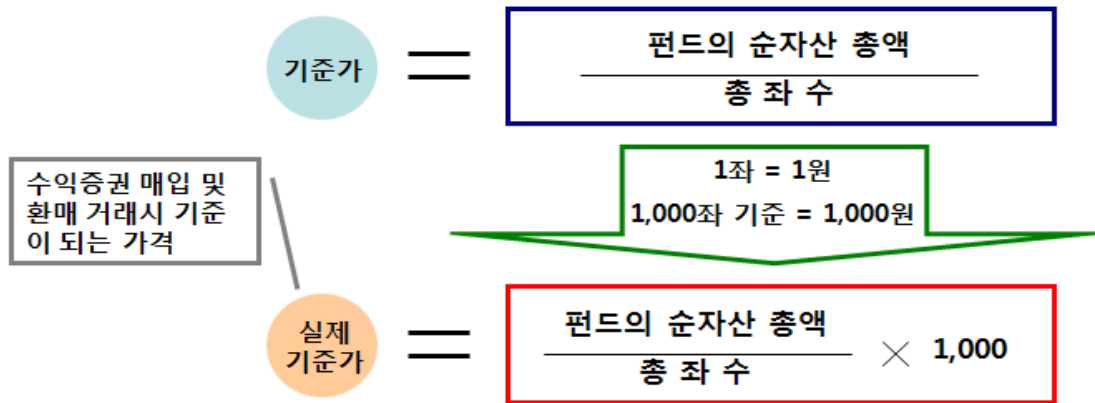 기준가
=
펀드의 순자산 총액
총 좌 수
수익증권 매입 및
환매 거래시 기준
이 되는 가격
1좌 = 1원
1,000좌 기준 = 1,000원
실제
기준가
=
펀드의 순자산 총액
총 좌 수
× 1,000